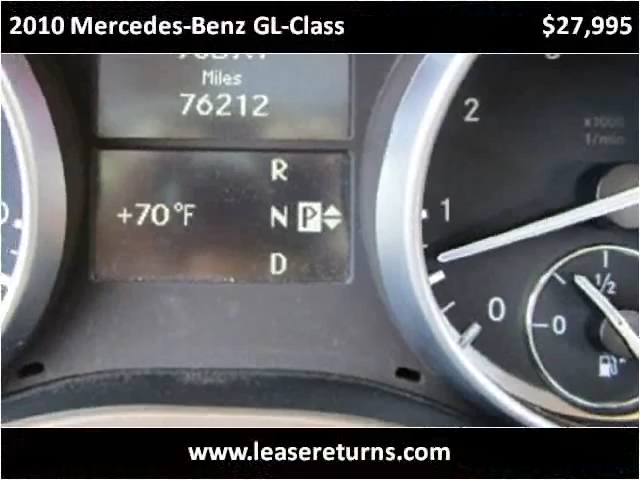 2010 Mercedes-Benz GL-Class $27,995
Miles
76212
R
+70°F N P
D
2
x1000
1/min
1
0
1
1/2
0
www.leasereturns.com